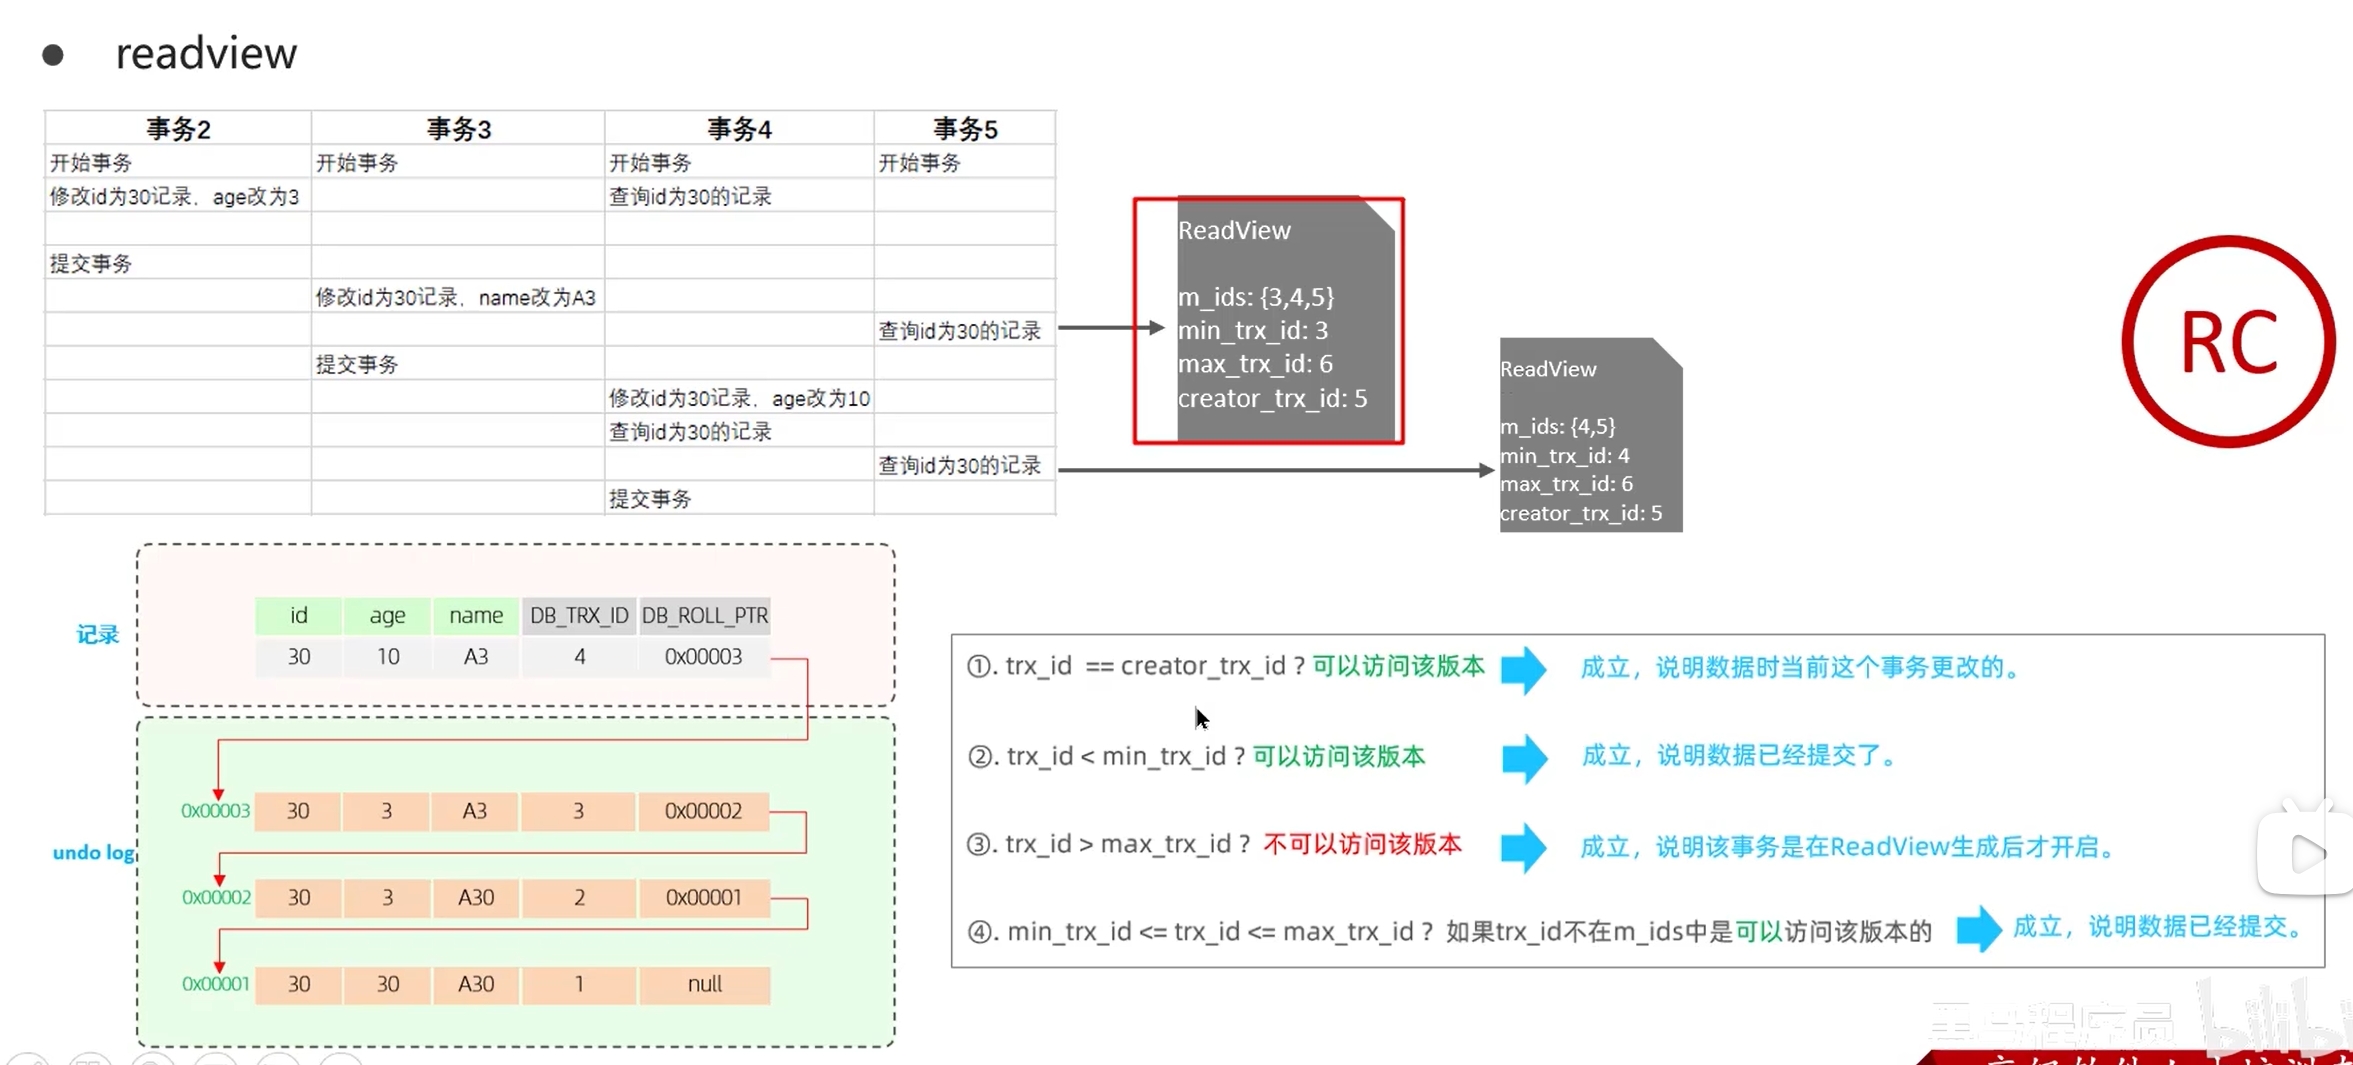 ● readview
事务2 事务3 事务4 事务5
开始事务 开始事务 开始事务 开始事务
修改id为30记录，age改为3 查询id为30的记录
提交事务
修改id为30记录，name改为A3
查询id为30的记录
提交事务
修改id为30记录，age改为10
查询id为30的记录
查询id为30的记录
提交事务
ReadView
m_ids: {3,4,5}
min_trx_id: 3
max_trx_id: 6
creator_trx_id: 5
ReadView
m_ids: {4,5}
min_trx_id: 4
max_trx_id: 6
creator_trx_id: 5
RC
记录
id age name DB_TRX_ID DB_ROLL_PTR
30 10 A3 4 0x00003
undo log
0x00003 30 3 A3 3 0x00002
0x00002 30 3 A30 2 0x00001
0x00001 30 30 A30 1 null
①. trx_id == creator_trx_id ? 可以访问该版本 成立，说明数据时当前这个事务更改的。
②. trx_id < min_trx_id ? 可以访问该版本 成立，说明数据已经提交了。
③. trx_id > max_trx_id ? 不可以访问该版本 成立，说明该事务是在ReadView生成后才开启。
④. min_trx_id <= trx_id <= max_trx_id ? 如果trx_id不在m_ids中是可以访问该版本的 成立，说明数据已经提交。
程序员